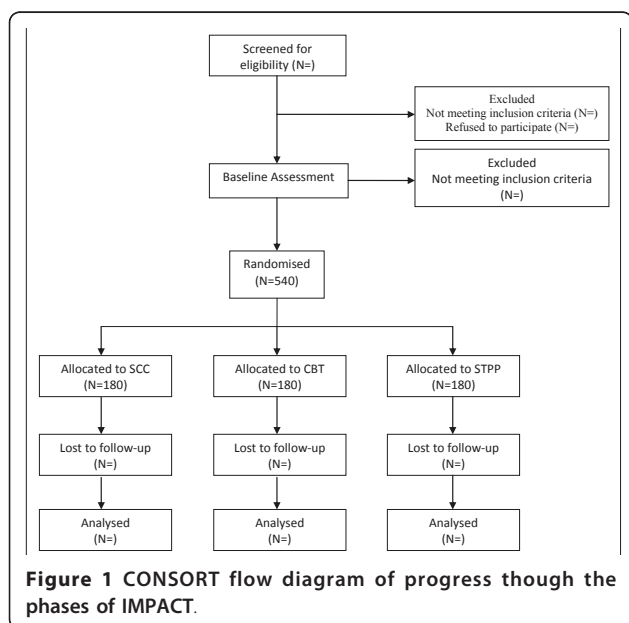 Screened for
eligibility (N=)
Excluded
Not meeting inclusion criteria (N=)
Refused to participate (N=)
Baseline Assessment
Excluded
Not meeting inclusion criteria
(N=)
Randomised
(N=540)
Allocated to SCC
(N=180)
Allocated to CBT
(N=180)
Allocated to STPP
(N=180)
Lost to follow-up
(N=)
Lost to follow-up
(N=)
Lost to follow-up
(N=)
Analysed
(N=)
Analysed
(N=)
Analysed
(N=)
Figure 1 CONSORT flow diagram of progress though the
phases of IMPACT.